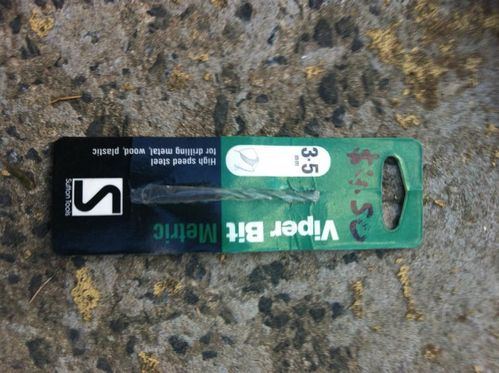 Viper Bit Metric
3·5
mm
High speed steel
for drilling metal, wood, plastic
S
Sutton Tools